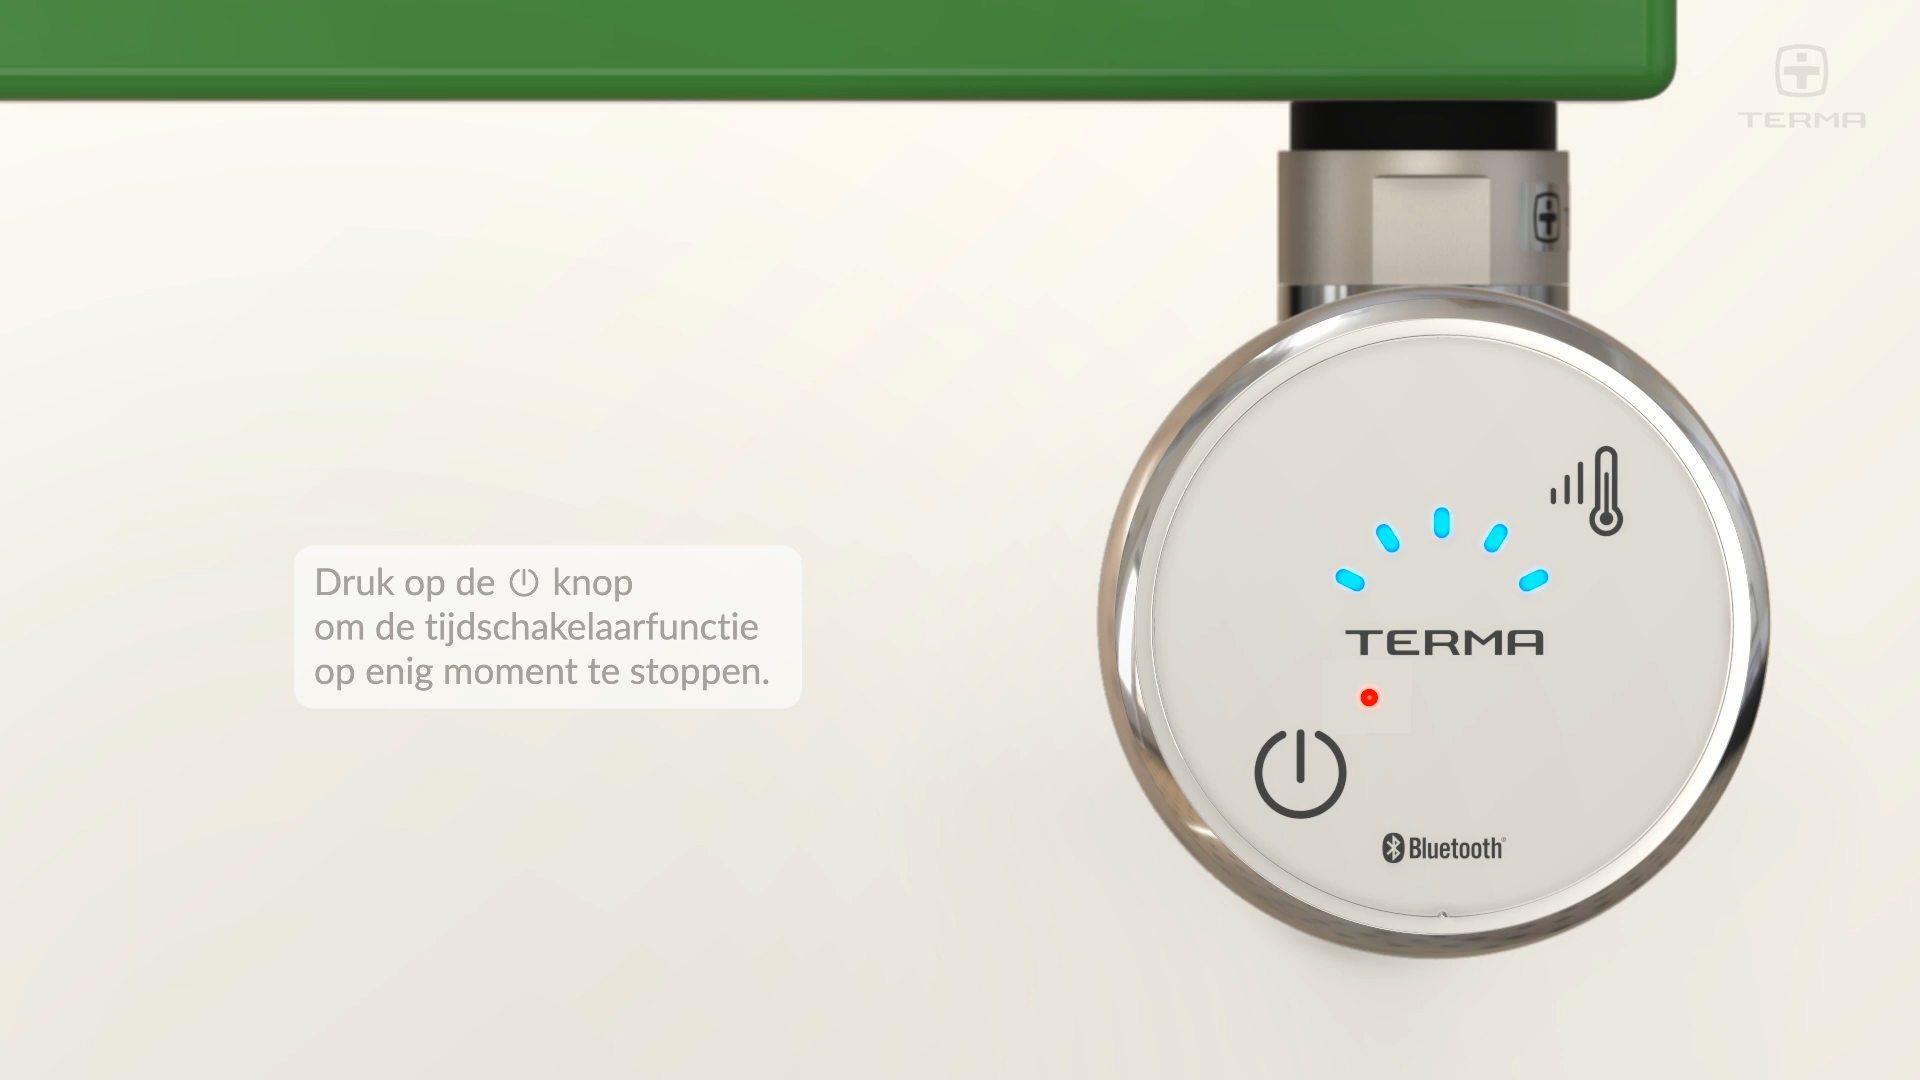 TERMA
Druk op de knop
om de tijdschakelaarfunctie
op enig moment te stoppen.
TERMA
Bluetooth